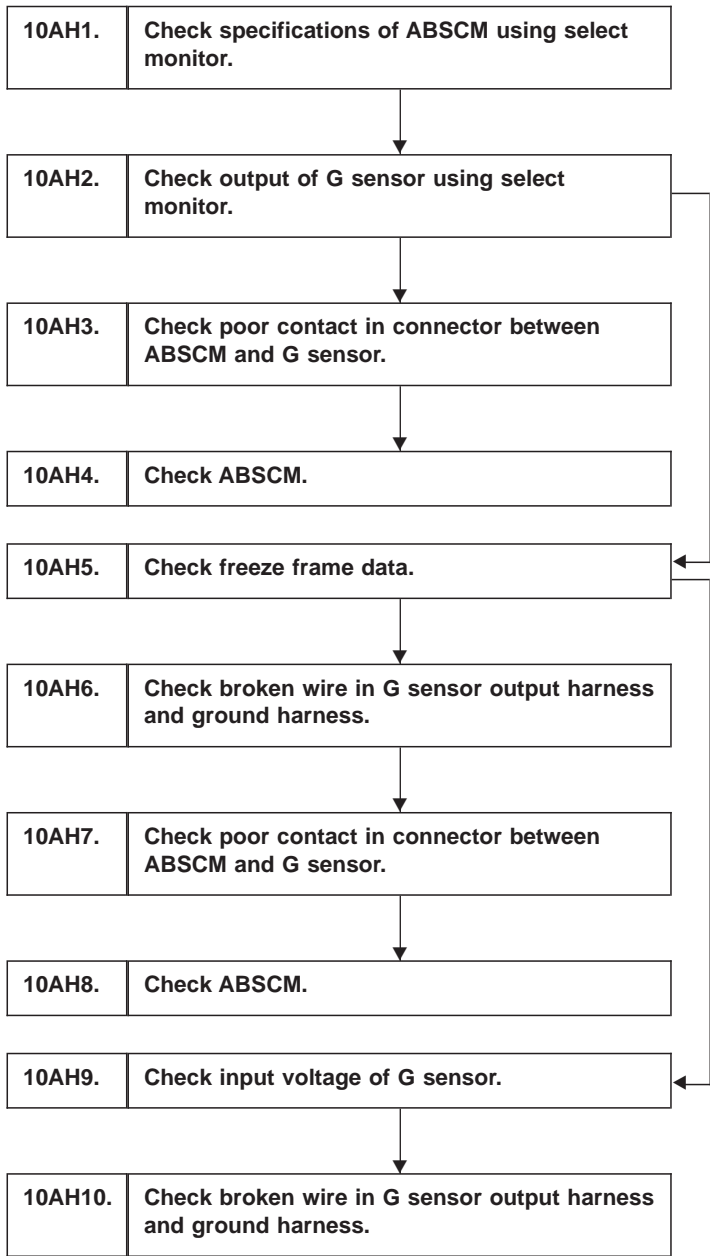 10AH1. Check specifications of ABSCM using select
monitor.
10AH2. Check output of G sensor using select
monitor.
10AH3. Check poor contact in connector between
ABSCM and G sensor.
10AH4. Check ABSCM.
10AH5. Check freeze frame data.
10AH6. Check broken wire in G sensor output harness
and ground harness.
10AH7. Check poor contact in connector between
ABSCM and G sensor.
10AH8. Check ABSCM.
10AH9. Check input voltage of G sensor.
10AH10. Check broken wire in G sensor output harness
and ground harness.